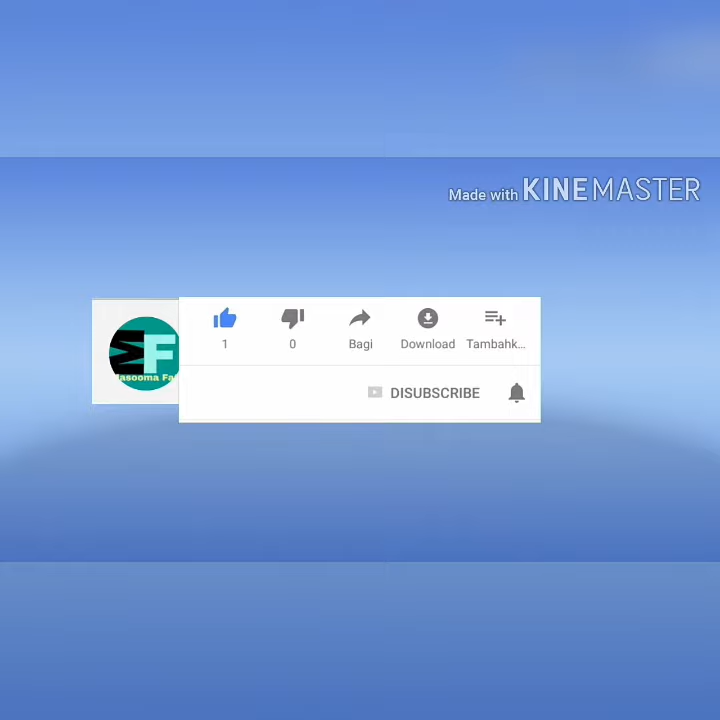 Made with KINEMASTER
1
0
Bagi
Download
Tambahk...
DISUBSCRIBE